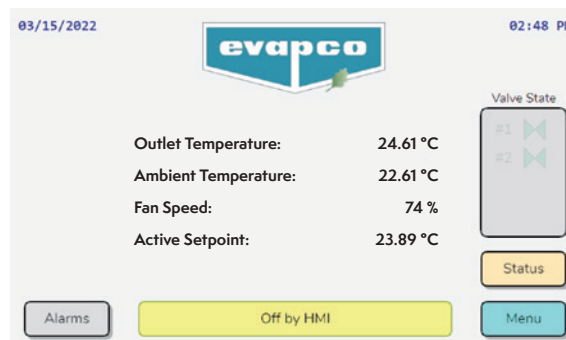 03/15/2022
evapco
02:48 P
Valve State
#1
#2
Outlet Temperature: 24.61 °C
Ambient Temperature: 22.61 °C
Fan Speed: 74 %
Active Setpoint: 23.89 °C
Status
Alarms
Off by HMI
Menu